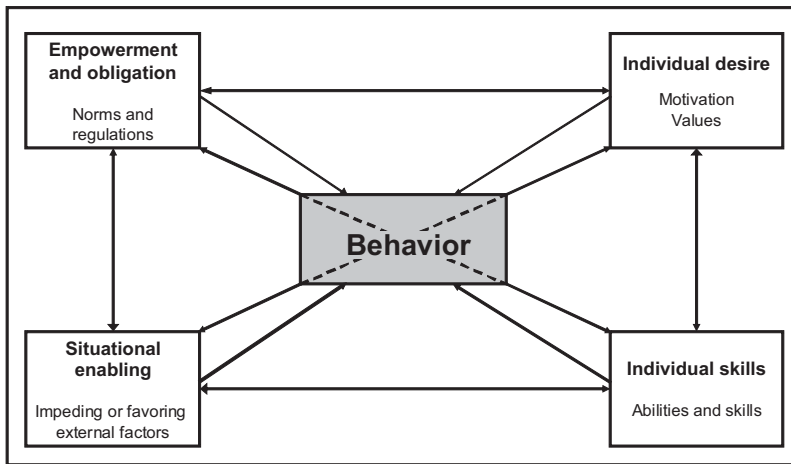 Empowerment
and obligation
Norms and
regulations
Individual desire
Motivation
Values
Behavior
Situational
enabling
Impeding or favoring
external factors
Individual skills
Abilities and skills